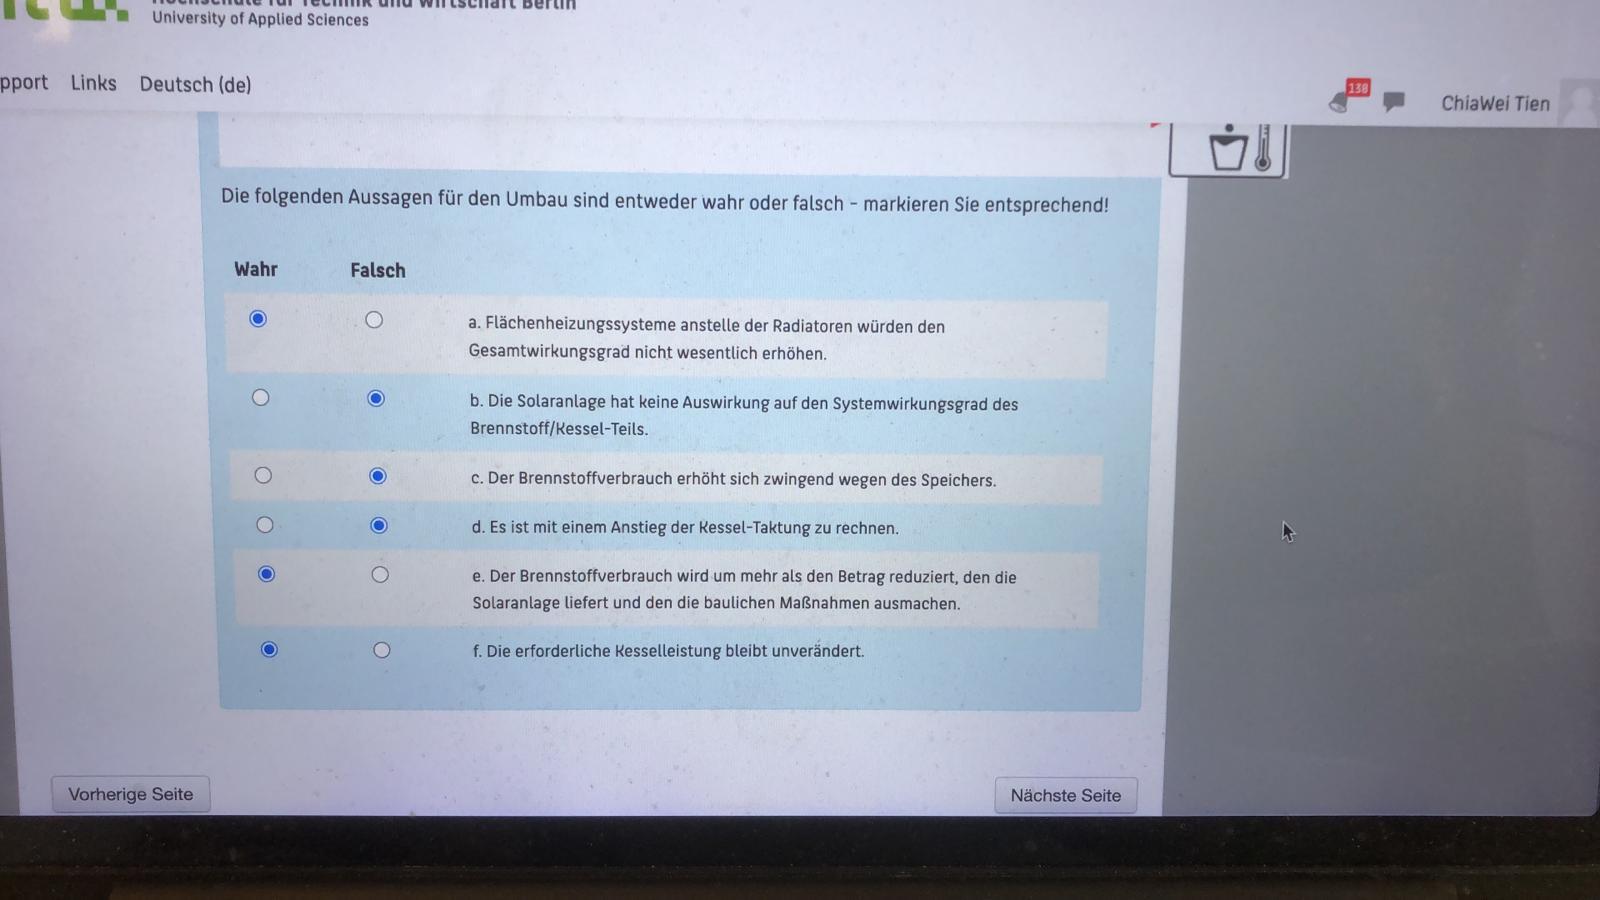 Hochschule für Technik und Wirtschaft Berlin
University of Applied Sciences
pport Links Deutsch (de)
138
ChiaWei Tien
Die folgenden Aussagen für den Umbau sind entweder wahr oder falsch - markieren Sie entsprechend!
Wahr Falsch
a. Flächenheizungssysteme anstelle der Radiatoren würden den
Gesamtwirkungsgrad nicht wesentlich erhöhen.
b. Die Solaranlage hat keine Auswirkung auf den Systemwirkungsgrad des
Brennstoff/Kessel-Teils.
c. Der Brennstoffverbrauch erhöht sich zwingend wegen des Speichers.
d. Es ist mit einem Anstieg der Kessel-Taktung zu rechnen.
e. Der Brennstoffverbrauch wird um mehr als den Betrag reduziert, den die
Solaranlage liefert und den die baulichen Maßnahmen ausmachen.
f. Die erforderliche Kesselleistung bleibt unverändert.
Vorherige Seite
Nächste Seite